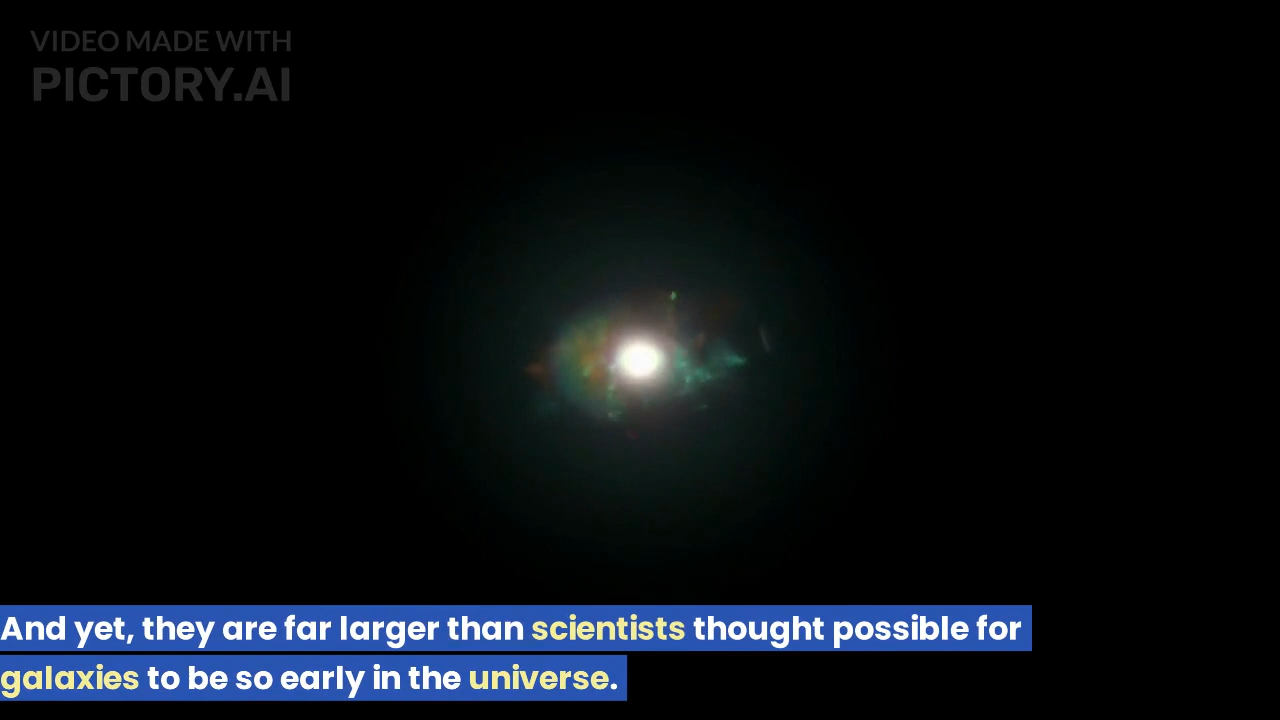 VIDEO MADE WITH
PICTORY.AI
And yet, they are far larger than scientists thought possible for
galaxies to be so early in the universe.